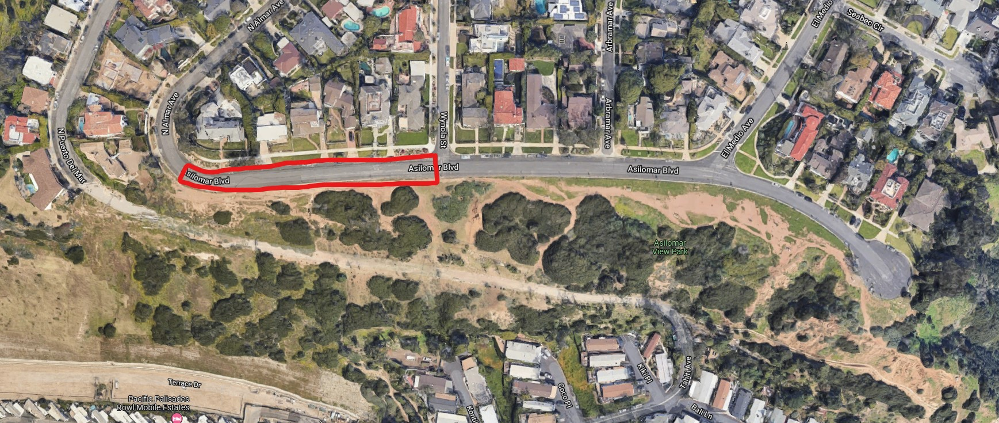 N Almar Ave
Arbramar Ave
El Medio
Seabec Cir
N Almar Ave
Wynola St
Arbramar Ave
El Medio Ave
N Puerto Del Mar
silomar Blvd
Asilomar Blvd
Asilomar Blvd
Asilomar
View Park
Terrace Dr
Pacific Palisades
Bowl Mobile Estates
Kiki Pl
Tahiti Ave
Coco Pl
Kontik
Bali Ln